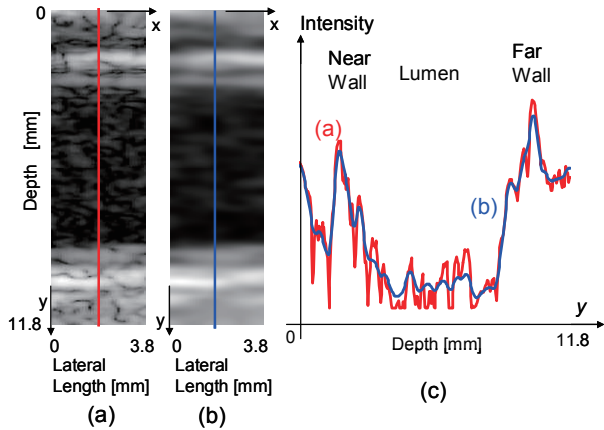 0
x
x
Depth [mm]
y
y
11.8
0
3.8
0
3.8
Lateral
Length [mm]
Lateral
Length [mm]
(a)
(b)
Intensity
Near
Wall
Lumen
Far
Wall
(a)
(b)
y
0
Depth [mm]
11.8
(c)